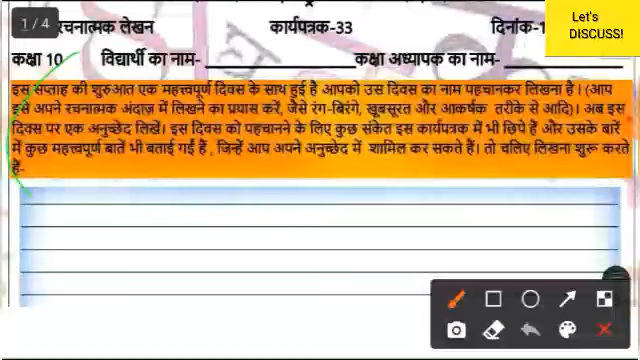 1 / 4
रचनात्मक लेखन कार्यपत्रक-33 दिनांक-1
Let's
DISCUSS!
कक्षा 10 विद्यार्थी का नाम- कक्षा अध्यापक का नाम-
इस सप्ताह की शुरुआत एक महत्त्वपूर्ण दिवस के साथ हुई है आपको उस दिवस का नाम पहचानकर लिखना है। (आप
इसे अपने रचनात्मक अंदाज़ में लिखने का प्रयास करें, जैसे रंग-बिरंगे, खूबसूरत और आकर्षक तरीके से आदि)। अब इस
दिवस पर एक अनुच्छेद लिखें। इस दिवस को पहचानने के लिए कुछ संकेत इस कार्यपत्रक में भी छिपे हैं और उसके बारे
में कुछ महत्त्वपूर्ण बातें भी बताई गईं हैं , जिन्हें आप अपने अनुच्छेद में शामिल कर सकते हैं। तो चलिए लिखना शुरू करते
हैं-